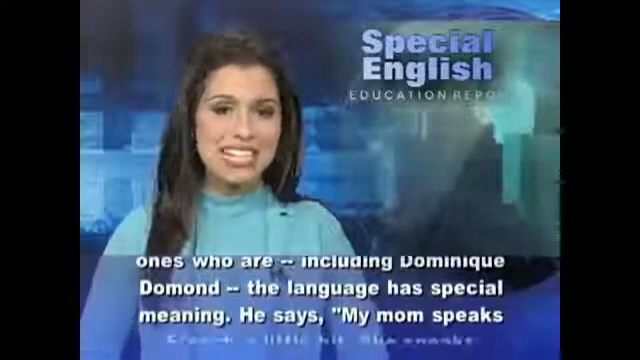 Special
English
EDUCATION REPO
ones who are -- including Dominique
Domond -- the language has special
meaning. He says, "My mom speaks